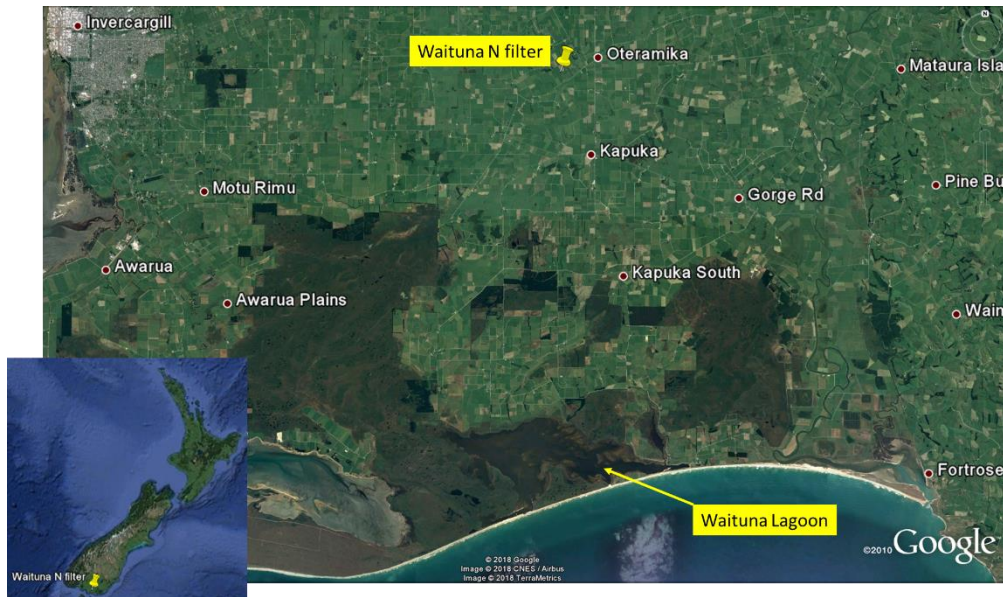 Invercargill
Waituna N filter
Oteramika
Mataura Isla
Kapuka
Motu Rimu
Gorge Rd
Pine Bu
Awarua
Kapuka South
Awarua Plains
Wain
Fortrose
Waituna Lagoon
© 2018 Google
Image © 2018 CNES / Airbus
Image © 2018 TerraMetrics
©2010 Google
Waituna N filter